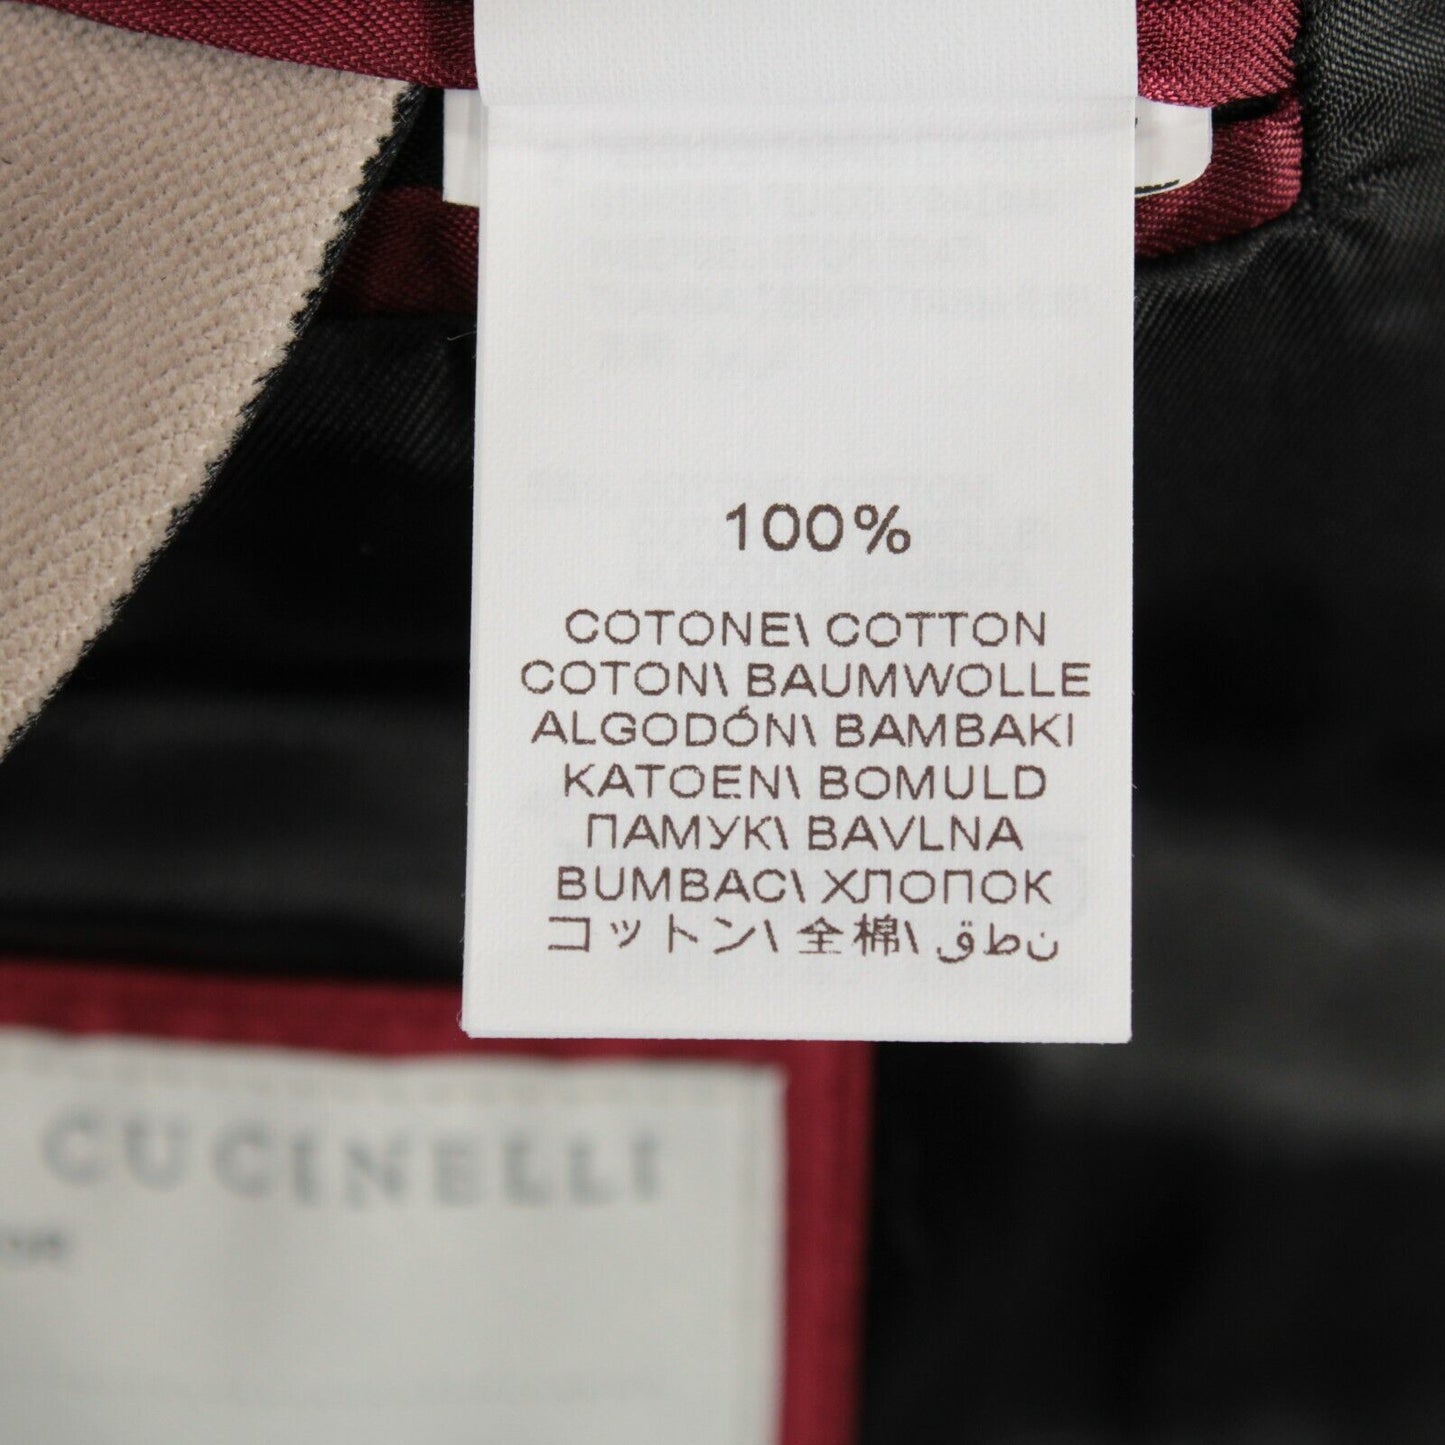 100%
COTONE\ COTTON
COTON\ BAUMWOLLE
ALGODÓN\ BAMBAKI
KATOEN\ BOMULD
ПАМУК\ BAVLNA
BUMBAC\ ХЛОПОК
コットン\ 全棉\ نطق
CUCINELLI